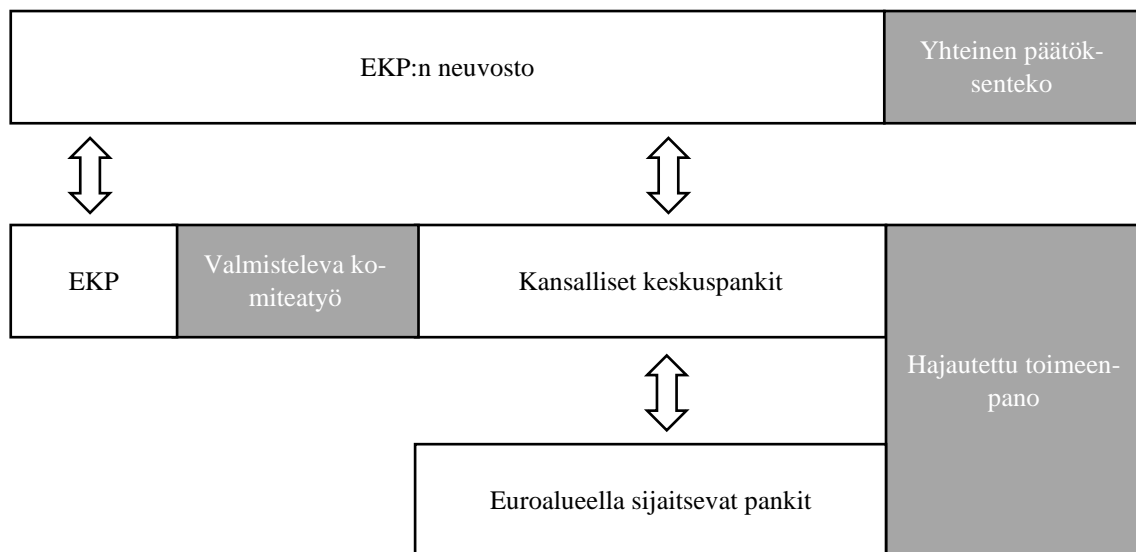 EKP:n neuvosto
Yhteinen päätök-
senteko
EKP
Valmisteleva ko-
miteatyö
Kansalliset keskuspankit
Hajautettu toimeen-
pano
Euroalueella sijaitsevat pankit